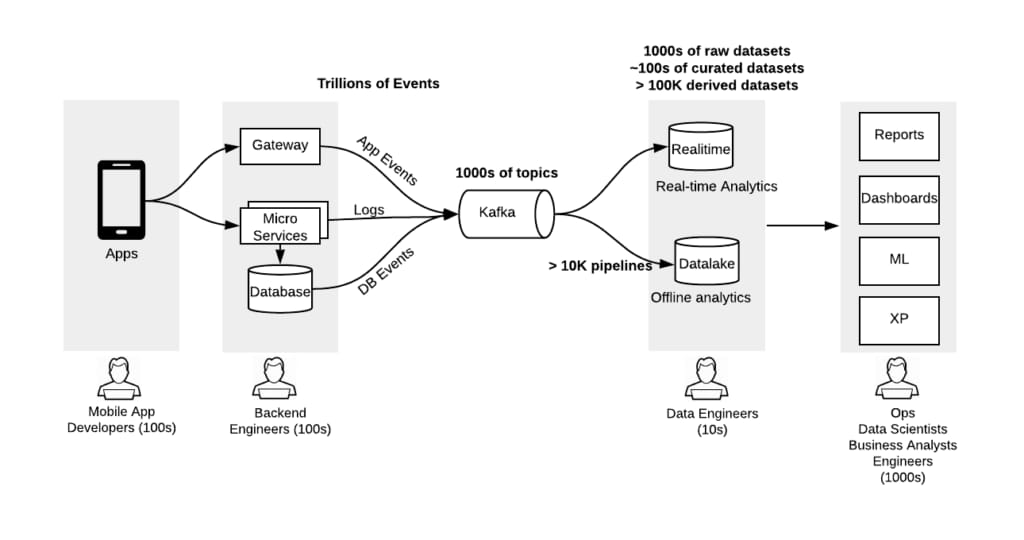 1000s of raw datasets
~100s of curated datasets
> 100K derived datasets
Trillions of Events
Gateway
App Events
Realitime
Real-time Analytics
Reports
1000s of topics
Kafka
Dashboards
Apps
Logs
Micro
Services
Database
DB Events
> 10K pipelines
Datalake
Offline analytics
ML
XP
Mobile App
Developers (100s)
Backend
Engineers (100s)
Data Engineers
(10s)
Ops
Data Scientists
Business Analysts
Engineers
(1000s)